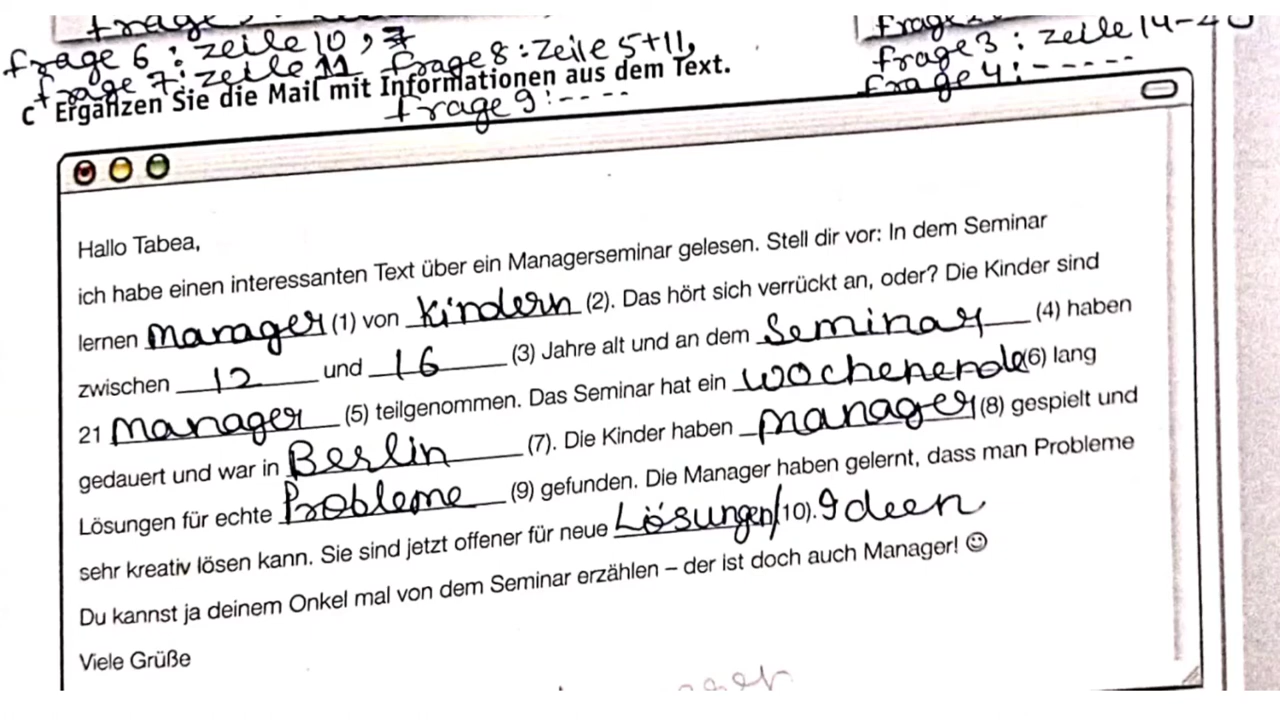 frage 6 : zeile 10, 7
frage 7: zeile 11 frage 8 : zeile 5+11,
frage 3 : zeile 14-20
frage 4 : -----
c Ergänzen Sie die Mail mit Informationen aus dem Text.
frage 9 : ----
Hallo Tabea,
ich habe einen interessanten Text über ein Managerseminar gelesen. Stell dir vor: In dem Seminar
lernen Manager (1) von Kindern (2). Das hört sich verrückt an, oder? Die Kinder sind
zwischen 12 und 16 (3) Jahre alt und an dem Seminar (4) haben
21 Manager (5) teilgenommen. Das Seminar hat ein wochenende (6) lang
gedauert und war in Berlin (7). Die Kinder haben manager (8) gespielt und
Lösungen für echte Probleme (9) gefunden. Die Manager haben gelernt, dass man Probleme
sehr kreativ lösen kann. Sie sind jetzt offener für neue Lösungen/ (10). Ideen
Du kannst ja deinem Onkel mal von dem Seminar erzählen – der ist doch auch Manager! ☺
Viele Grüße